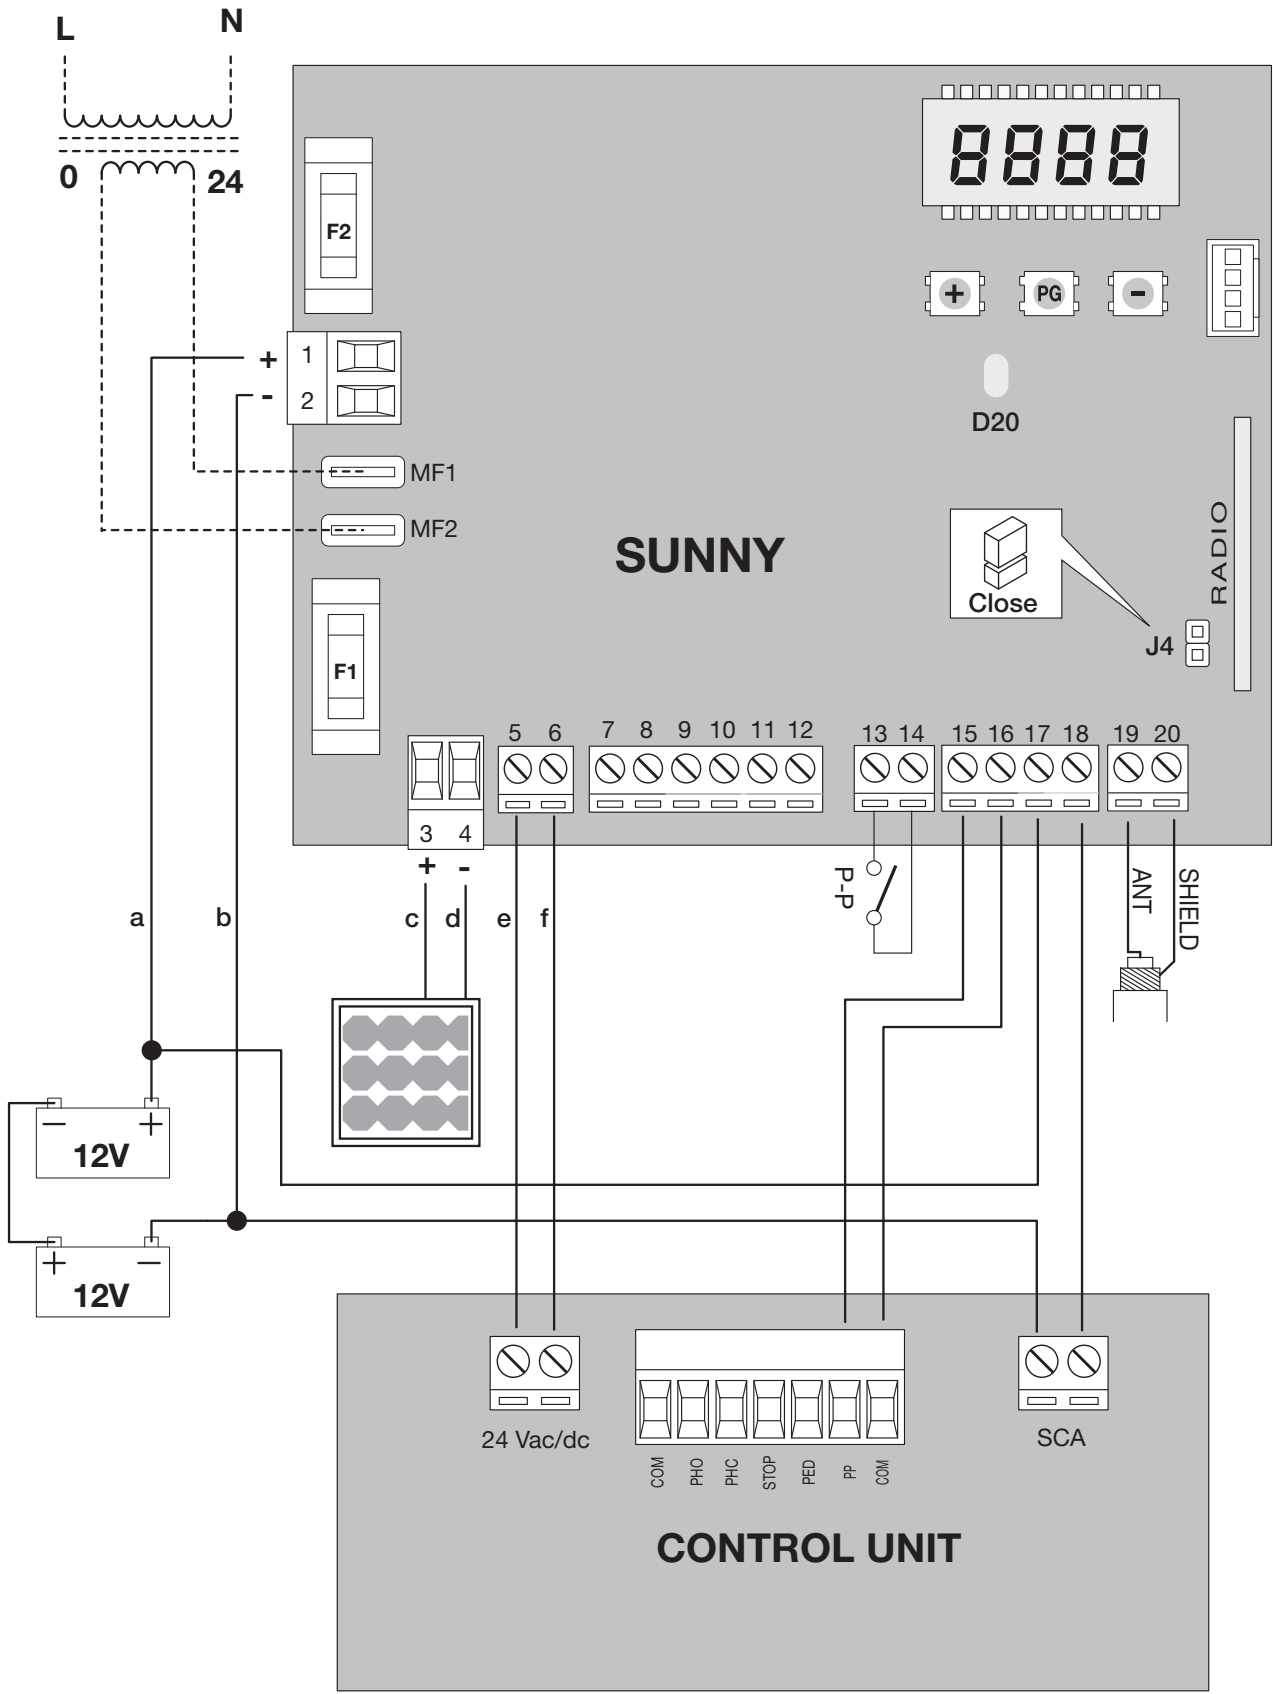 L N
0 24
8888
F2
+ PG -
+ 1
- 2
D20
MF1
MF2
SUNNY
RADIO
Close
J4
F1
5 6 7 8 9 10 11 12 13 14 15 16 17 18 19 20
3 4
+ -
P-P
ANT
SHIELD
a b c d e f
— +
12V
+ —
12V
24 Vac/dc
SCA
COM PHO PHC STOP PED PP COM
CONTROL UNIT